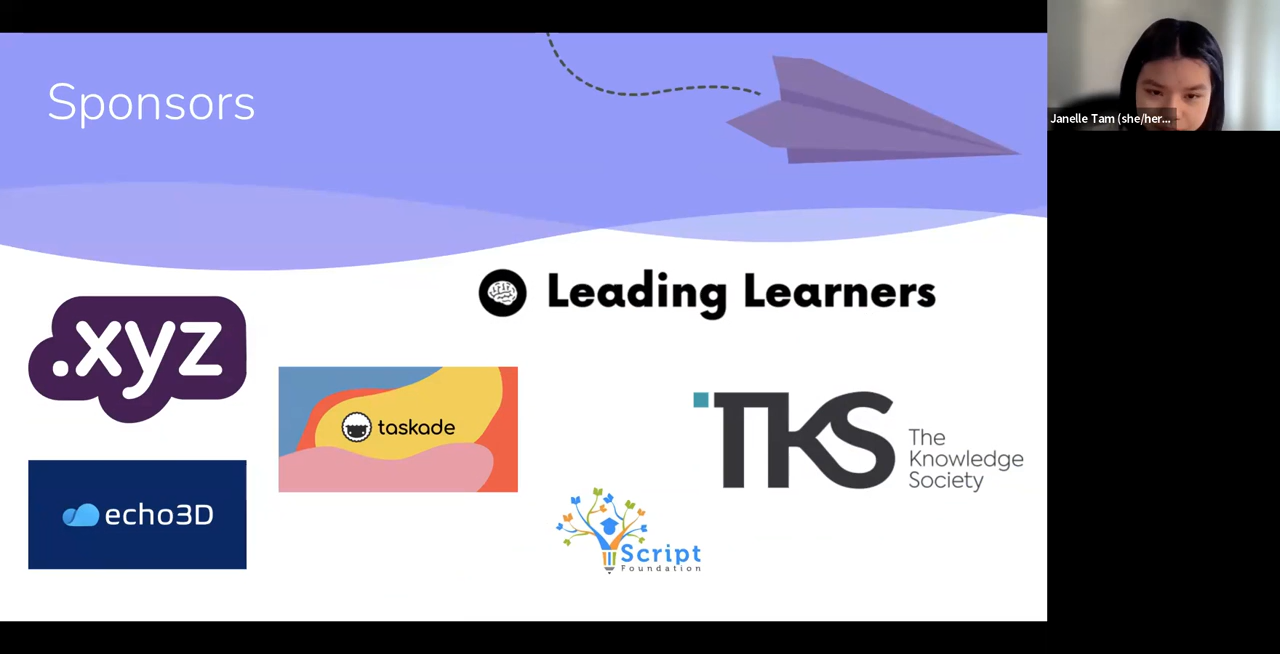 Sponsors
Janelle Tam (she/her...
Leading Learners
.xyz
taskade
TKS
The
Knowledge
Society
echo3D
Script
Foundation